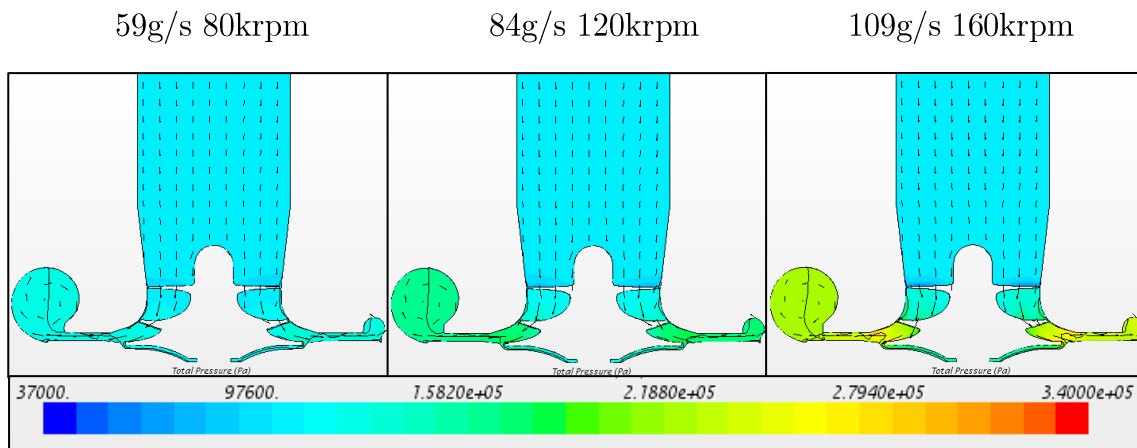 59g/s 80krpm 84g/s 120krpm 109g/s 160krpm
Total Pressure (Pa) Total Pressure (Pa) Total Pressure (Pa)
37000. 97600. 1.5820e+05 2.1880e+05 2.7940e+05 3.4000e+05